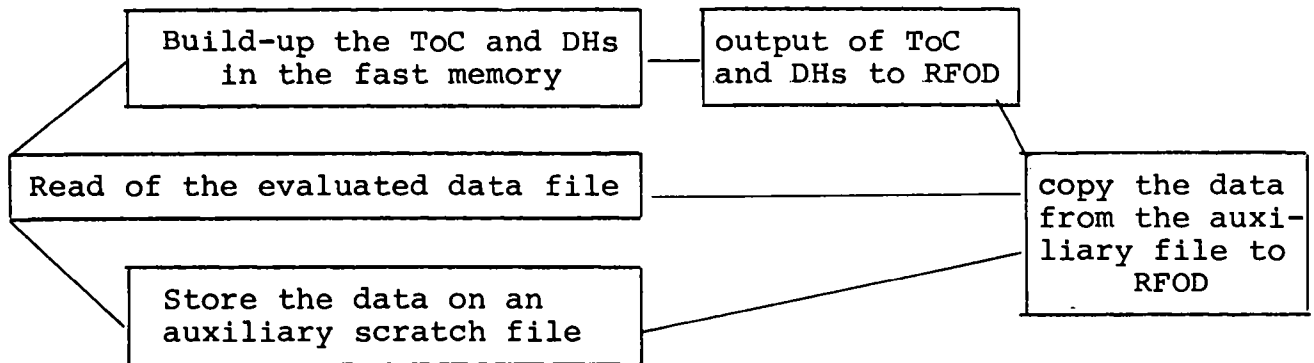 Build-up the ToC and DHs
in the fast memory
output of ToC
and DHs to RFOD
Read of the evaluated data file
copy the data
from the auxi-
liary file to
RFOD
Store the data on an
auxiliary scratch file